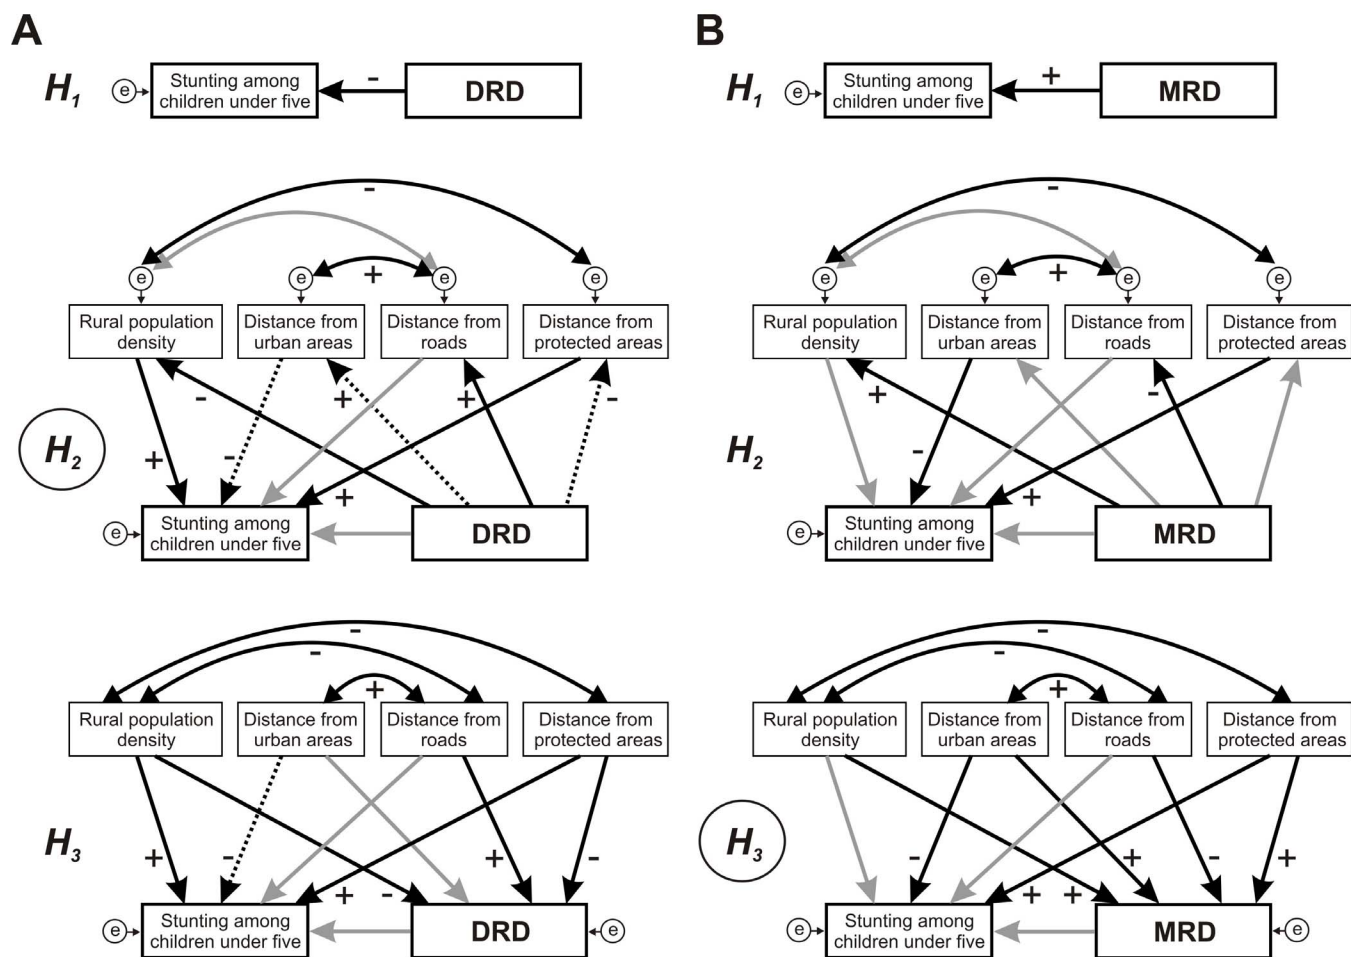 A
B
H1
e
Stunting among
children under five
-
DRD
H1
e
Stunting among
children under five
+
MRD
-
-
e
e
+
e
e
e
e
+
e
e
Rural population
density
Distance from
urban areas
Distance from
roads
Distance from
protected areas
Rural population
density
Distance from
urban areas
Distance from
roads
Distance from
protected areas
-
+
+
-
+
-
H2
+
-
+
H2
-
+
e
Stunting among
children under five
DRD
e
Stunting among
children under five
MRD
-
-
+
-
-
+
Rural population
density
Distance from
urban areas
Distance from
roads
Distance from
protected areas
Rural population
density
Distance from
urban areas
Distance from
roads
Distance from
protected areas
H3
+
-
+
-
+
-
H3
-
+
+
+
-
+
e
Stunting among
children under five
DRD
e
e
Stunting among
children under five
MRD
e